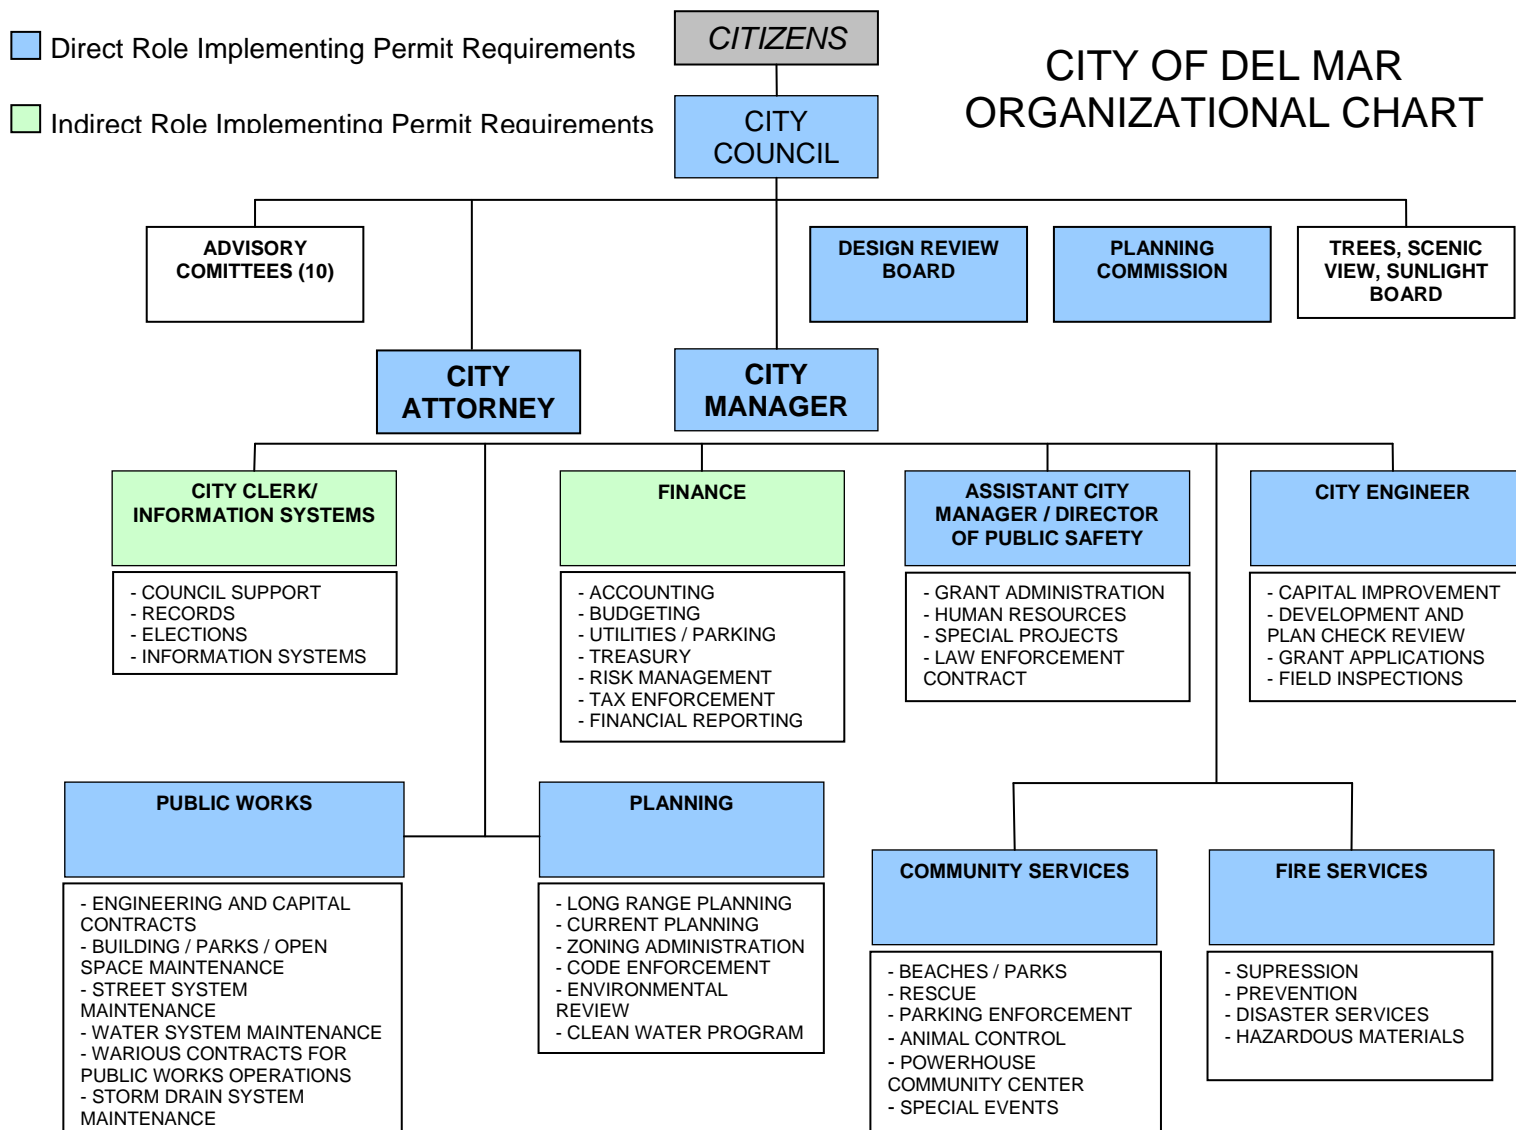 Direct Role Implementing Permit Requirements
Indirect Role Implementing Permit Requirements
CITIZENS
CITY OF DEL MAR
ORGANIZATIONAL CHART
CITY
COUNCIL
ADVISORY
COMITTEES (10)
DESIGN REVIEW
BOARD
PLANNING
COMMISSION
TREES, SCENIC
VIEW, SUNLIGHT
BOARD
CITY
ATTORNEY
CITY
MANAGER
CITY CLERK/
INFORMATION SYSTEMS
- COUNCIL SUPPORT
- RECORDS
- ELECTIONS
- INFORMATION SYSTEMS
FINANCE
- ACCOUNTING
- BUDGETING
- UTILITIES / PARKING
- TREASURY
- RISK MANAGEMENT
- TAX ENFORCEMENT
- FINANCIAL REPORTING
ASSISTANT CITY
MANAGER / DIRECTOR
OF PUBLIC SAFETY
- GRANT ADMINISTRATION
- HUMAN RESOURCES
- SPECIAL PROJECTS
- LAW ENFORCEMENT
CONTRACT
CITY ENGINEER
- CAPITAL IMPROVEMENT
- DEVELOPMENT AND
PLAN CHECK REVIEW
- GRANT APPLICATIONS
- FIELD INSPECTIONS
PUBLIC WORKS
- ENGINEERING AND CAPITAL
CONTRACTS
- BUILDING / PARKS / OPEN
SPACE MAINTENANCE
- STREET SYSTEM
MAINTENANCE
- WATER SYSTEM MAINTENANCE
- WARIOUS CONTRACTS FOR
PUBLIC WORKS OPERATIONS
- STORM DRAIN SYSTEM
MAINTENANCE
PLANNING
- LONG RANGE PLANNING
- CURRENT PLANNING
- ZONING ADMINISTRATION
- CODE ENFORCEMENT
- ENVIRONMENTAL
REVIEW
- CLEAN WATER PROGRAM
COMMUNITY SERVICES
- BEACHES / PARKS
- RESCUE
- PARKING ENFORCEMENT
- ANIMAL CONTROL
- POWERHOUSE
COMMUNITY CENTER
- SPECIAL EVENTS
FIRE SERVICES
- SUPRESSION
- PREVENTION
- DISASTER SERVICES
- HAZARDOUS MATERIALS